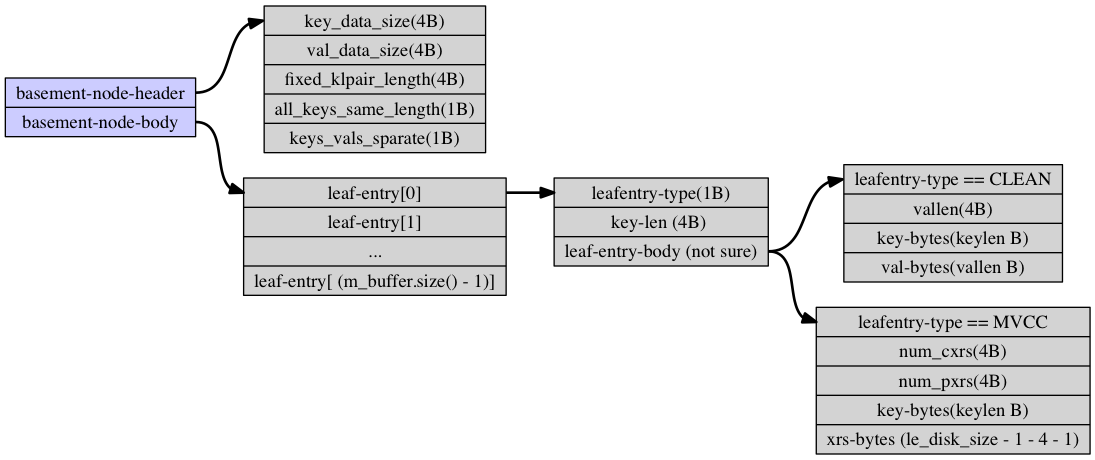 basement-node-header
basement-node-body
key_data_size(4B)
val_data_size(4B)
fixed_klpair_length(4B)
all_keys_same_length(1B)
keys_vals_sparate(1B)
leaf-entry[0]
leaf-entry[1]
...
leaf-entry[ (m_buffer.size() - 1)]
leafentry-type(1B)
key-len (4B)
leaf-entry-body (not sure)
leafentry-type == CLEAN
vallen(4B)
key-bytes(keylen B)
val-bytes(vallen B)
leafentry-type == MVCC
num_cxrs(4B)
num_pxrs(4B)
key-bytes(keylen B)
xrs-bytes (le_disk_size - 1 - 4 - 1)